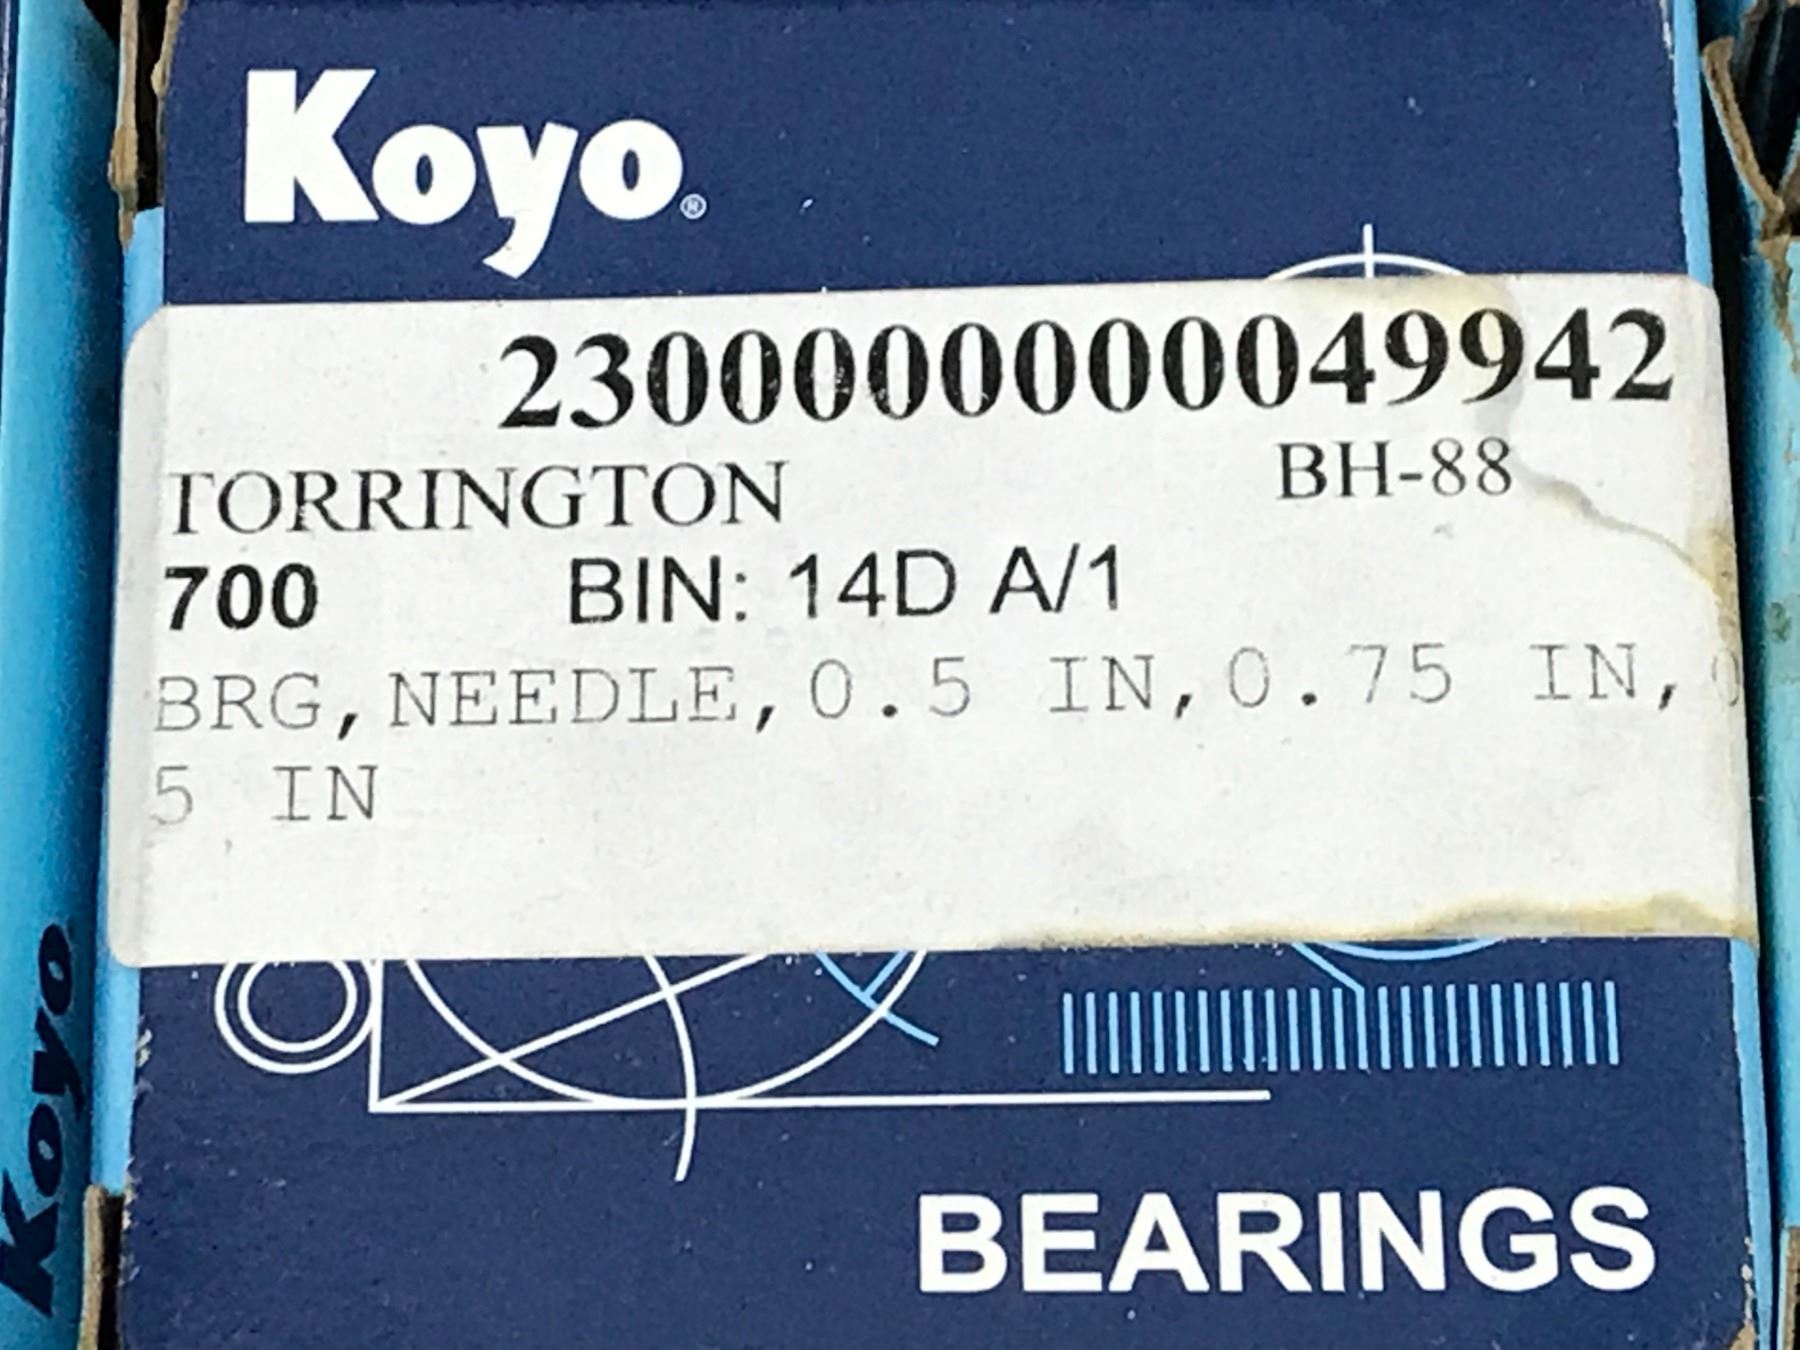 Koyo®
2300000000049942
TORRINGTON BH-88
700 BIN: 14D A/1
BRG,NEEDLE,0.5 IN,0.75 IN,0
5 IN
BEARINGS
Koyo